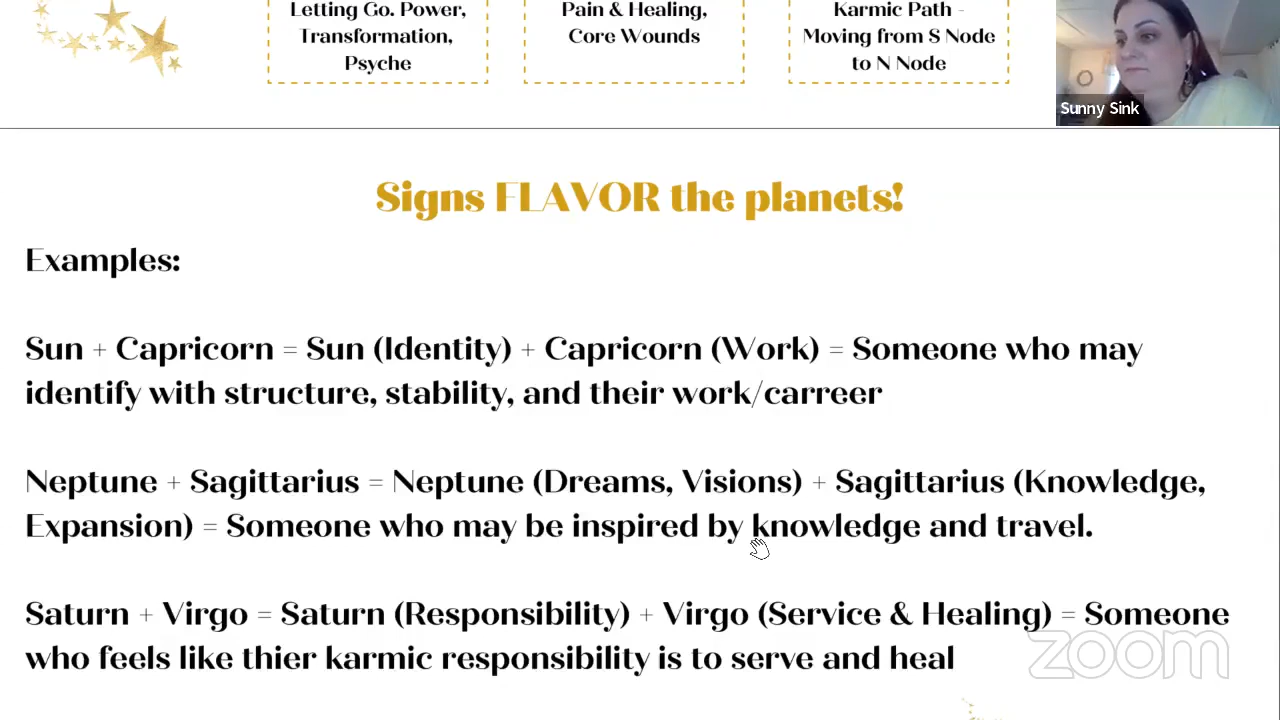 Letting Go. Power,
Transformation,
Psyche
Pain & Healing,
Core Wounds
Karmic Path -
Moving from S Node
to N Node
Sunny Sink
Signs FLAVOR the planets!
Examples:
Sun + Capricorn = Sun (Identity) + Capricorn (Work) = Someone who may
identify with structure, stability, and their work/carreer
Neptune + Sagittarius = Neptune (Dreams, Visions) + Sagittarius (Knowledge,
Expansion) = Someone who may be inspired by knowledge and travel.
Saturn + Virgo = Saturn (Responsibility) + Virgo (Service & Healing) = Someone
who feels like thier karmic responsibility is to serve and heal
zoom